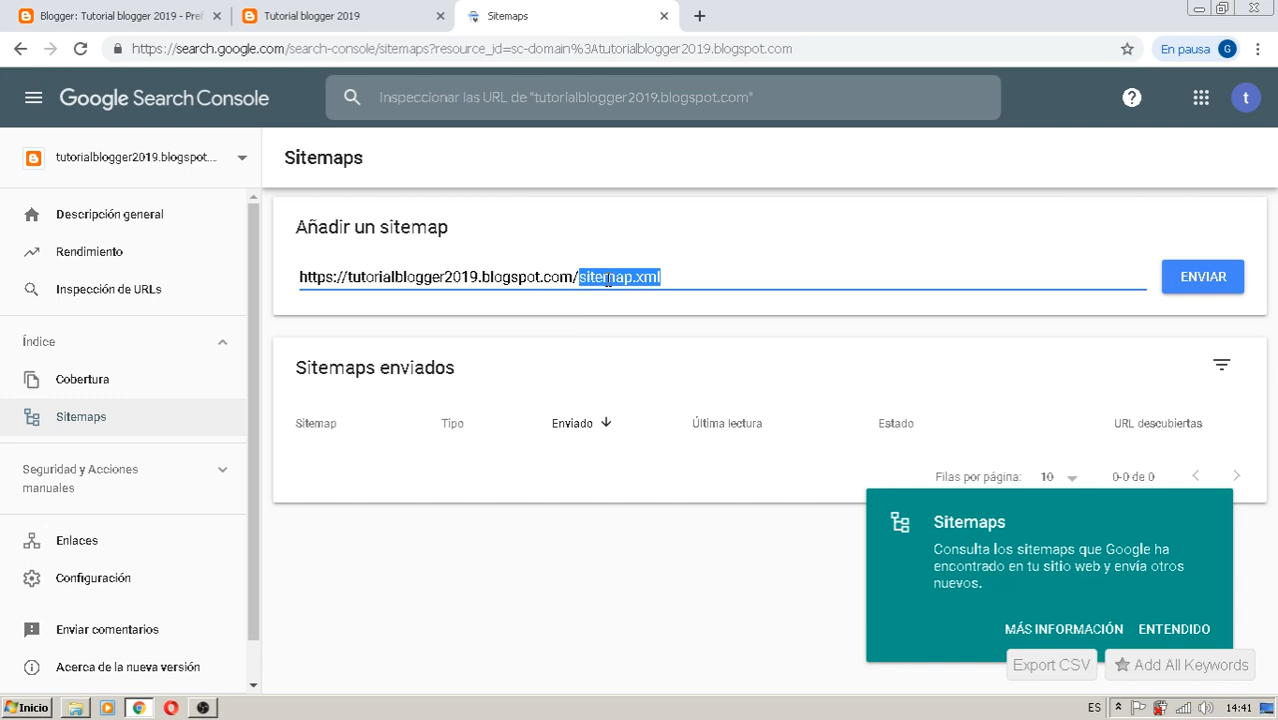 Blogger: Tutorial blogger 2019 - Pref
Tutorial blogger 2019
Sitemaps
https://search.google.com/search-console/sitemaps?resource_id=sc-domain%3Atutorialblogger2019.blogspot.com
En pausa
G
Google Search Console
Inspeccionar las URL de "tutorialblogger2019.blogspot.com"
t
tutorialblogger2019.blogspot....
Sitemaps
Descripción general
Rendimiento
Inspección de URLs
Índice
Cobertura
Sitemaps
Seguridad y Acciones
manuales
Enlaces
Configuración
Enviar comentarios
Acerca de la nueva versión
Añadir un sitemap
https://tutorialblogger2019.blogspot.com/sitemap.xml
ENVIAR
Sitemaps enviados
Sitemap
Tipo
Enviado
Última lectura
Estado
URL descubiertas
Filas por página:
10
0-0 de 0
Sitemaps
Consulta los sitemaps que Google ha
encontrado en tu sitio web y envía otros
nuevos.
MÁS INFORMACIÓN
ENTENDIDO
Export CSV
Add All Keywords
Inicio
ES
14:41